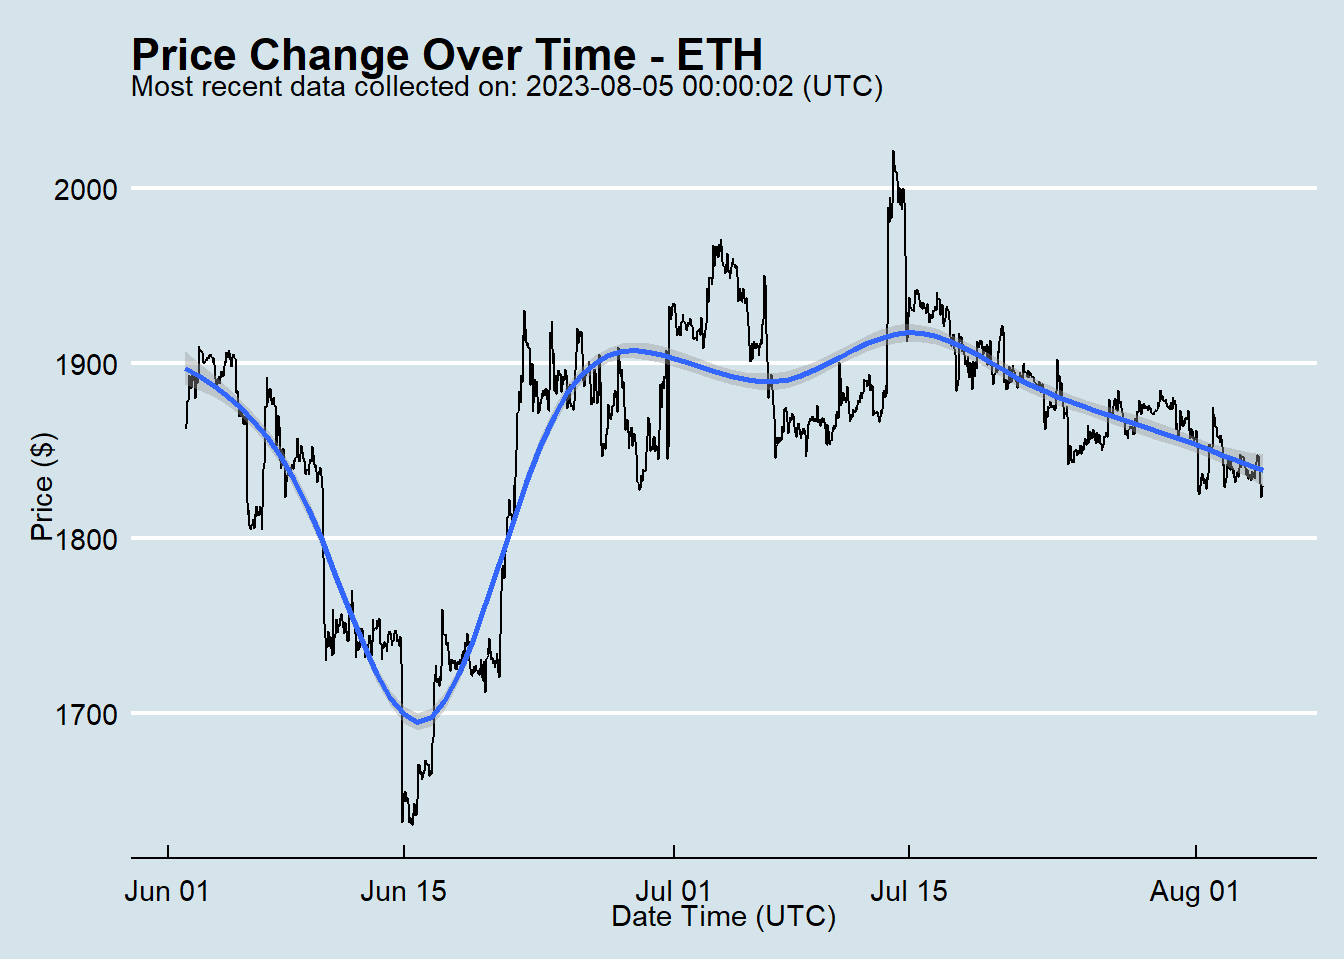 Price Change Over Time - ETH
Most recent data collected on: 2023-08-05 00:00:02 (UTC)
Price ($)
2000
1900
1800
1700
Jun 01
Jun 15
Jul 01
Jul 15
Aug 01
Date Time (UTC)